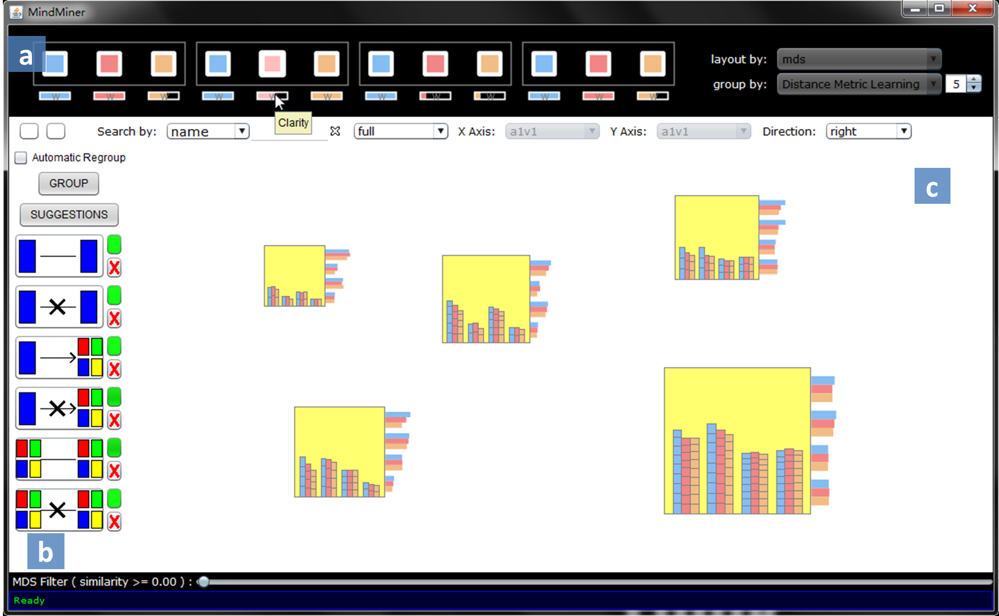 MindMiner
a
W W W W W W W W W W W W
Clarity
layout by: mds
group by: Distance Metric Learning 5
Search by: name full X Axis: a1v1 Y Axis: a1v1 Direction: right
Automatic Regroup
GROUP
SUGGESTIONS
c
b
MDS Filter ( similarity >= 0.00 ) :
Ready